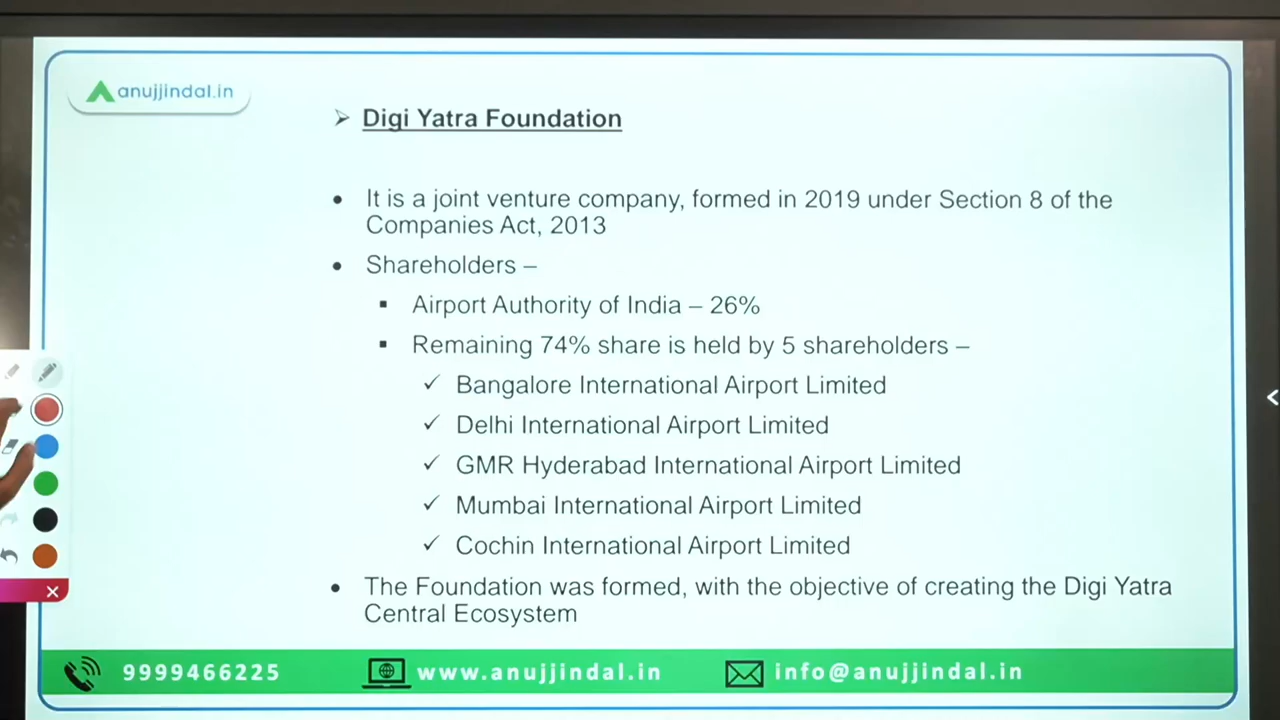 anujjindal.in
➢ Digi Yatra Foundation
• It is a joint venture company, formed in 2019 under Section 8 of the
Companies Act, 2013
• Shareholders –
▪ Airport Authority of India – 26%
▪ Remaining 74% share is held by 5 shareholders –
✓ Bangalore International Airport Limited
✓ Delhi International Airport Limited
✓ GMR Hyderabad International Airport Limited
✓ Mumbai International Airport Limited
✓ Cochin International Airport Limited
• The Foundation was formed, with the objective of creating the Digi Yatra
Central Ecosystem
9999466225 www.anujjindal.in info@anujjindal.in